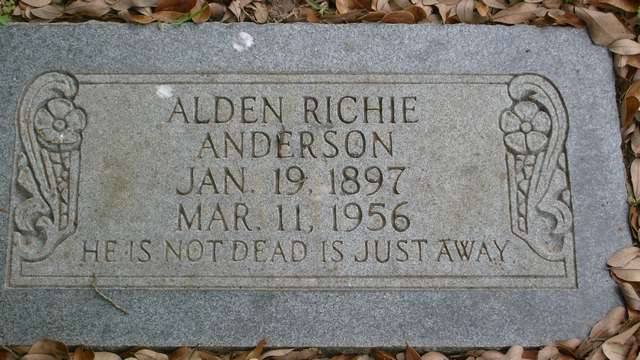 ALDEN RICHIE
ANDERSON
JAN. 19, 1897
MAR. 11, 1956
HE IS NOT DEAD IS JUST AWAY.